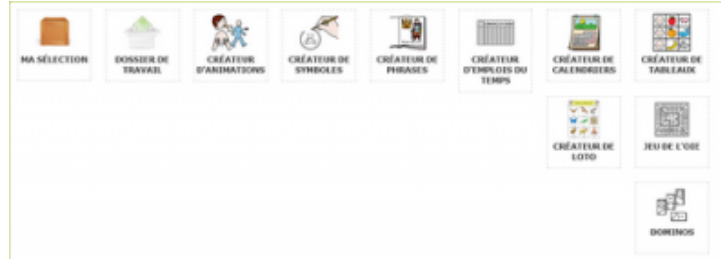 MA SÉLECTION
DOSSIER DE
TRAVAIL
CRÉATEUR
D'ANIMATIONS
CRÉATEUR DE
SYMBOLES
CRÉATEUR DE
PHRASES
CRÉATEUR
D'EMPLOIS DU
TEMPS
CRÉATEUR DE
CALENDRIERS
CRÉATEUR DE
TABLEAUX
CRÉATEUR DE
LOTO
JEU DE L'OIE
DOMINOS